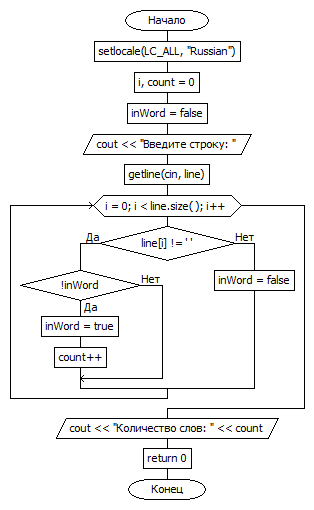 Начало
setlocale(LC_ALL, "Russian")
i, count = 0
inWord = false
cout << "Введите строку: "
getline(cin, line)
i = 0; i < line.size( ); i++
Да
line[i] != ' '
Нет
!inWord
Нет
inWord = false
Да
inWord = true
count++
cout << "Количество слов: " << count
return 0
Конец